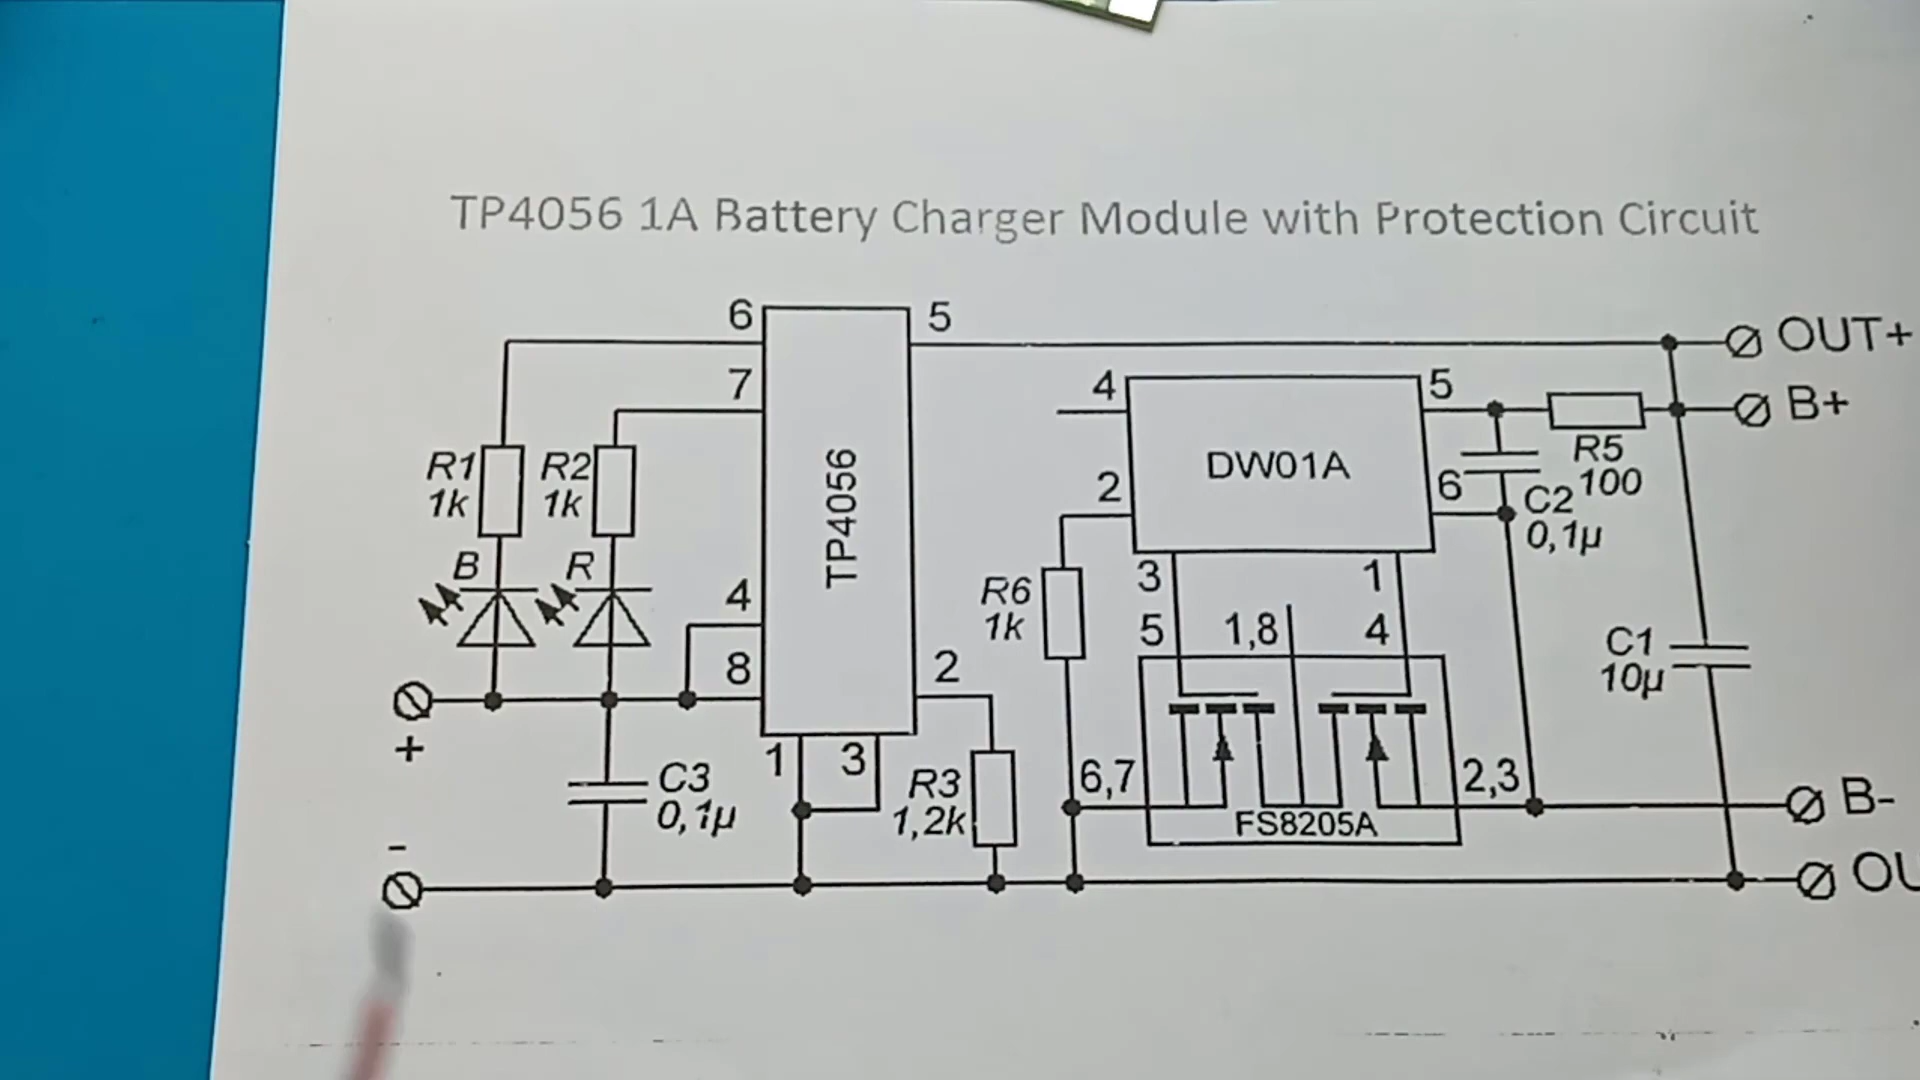 TP4056 1A Battery Charger Module with Protection Circuit
6
5
OUT+
7
4
5
B+
R1
1k
R2
1k
TP4056
DW01A
2
6
R5
100
C2
0,1µ
B
R
4
8
R6
1k
3
1
5
1,8
4
C1
10µ
2
+
1
3
C3
0,1µ
R3
1,2k
6,7
2,3
FS8205A
B-
-
OU